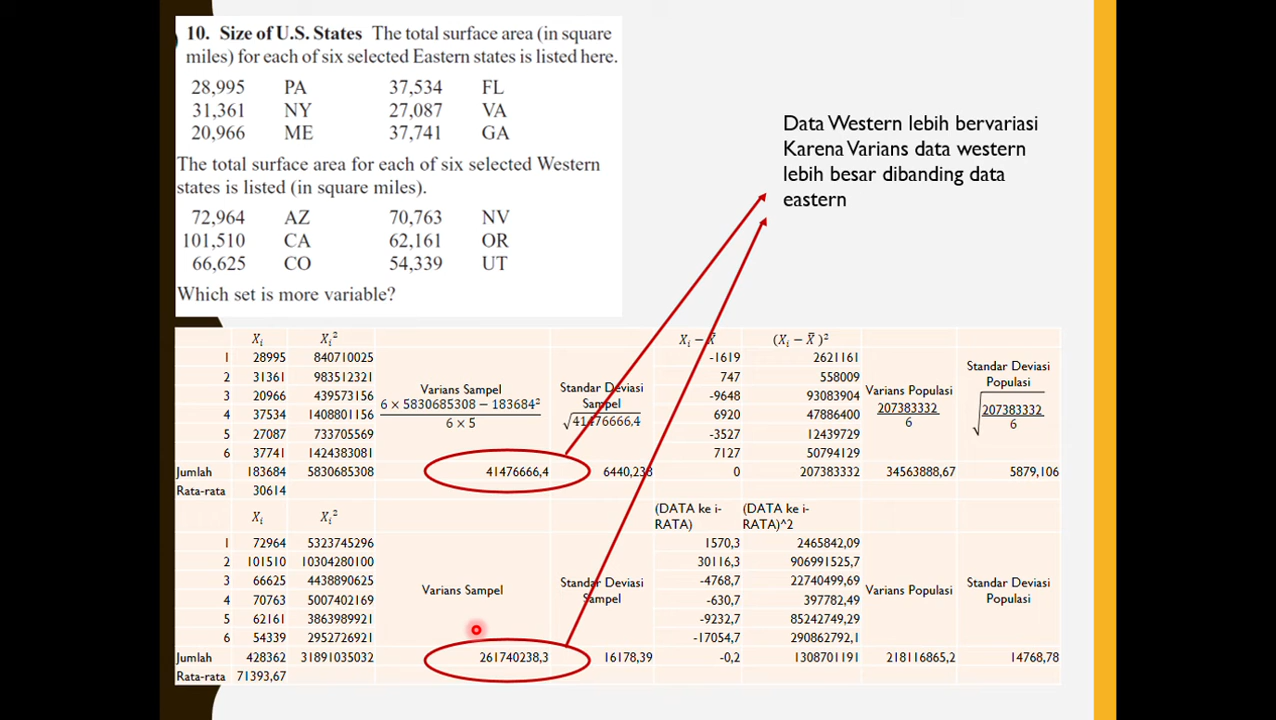 10. Size of U.S. States The total surface area (in square
miles) for each of six selected Eastern states is listed here.
28,995 PA 37,534 FL
31,361 NY 27,087 VA
20,966 ME 37,741 GA
The total surface area for each of six selected Western
states is listed (in square miles).
72,964 AZ 70,763 NV
101,510 CA 62,161 OR
66,625 CO 54,339 UT
Which set is more variable?
Data Western lebih bervariasi
Karena Varians data western
lebih besar dibanding data
eastern
Xᵢ Xᵢ² Varians Sampel Standar Deviasi Sampel Xᵢ − X̄ (Xᵢ − X̄)² Varians Populasi Standar Deviasi Populasi
6 × 5830685308 − 183684² / 6 × 5 √41476666,4 207383332 / 6 √207383332 / 6
1 28995 840710025 -1619 2621161
2 31361 983512321 747 558009
3 20966 439573156 -9648 93083904
4 37534 1408801156 6920 47886400
5 27087 733705569 -3527 12439729
6 37741 1424383081 7127 50794129
Jumlah 183684 5830685308 41476666,4 6440,238 0 207383332 34563888,67 5879,106
Rata-rata 30614
Xᵢ Xᵢ² (DATA ke i-RATA) (DATA ke i-RATA)^2
1 72964 5323745296 1570,3 2465842,09
2 101510 10304280100 30116,3 906991525,7
3 66625 4438890625 -4768,7 22740499,69
Varians Sampel Standar Deviasi Sampel Varians Populasi Standar Deviasi Populasi
4 70763 5007402169 -630,7 397782,49
5 62161 3863989921 -9232,7 85242749,29
6 54339 2952726921 -17054,7 290862792,1
Jumlah 428362 31891035032 261740238,3 16178,39 -0,2 1308701191 218116865,2 14768,78
Rata-rata 71393,67